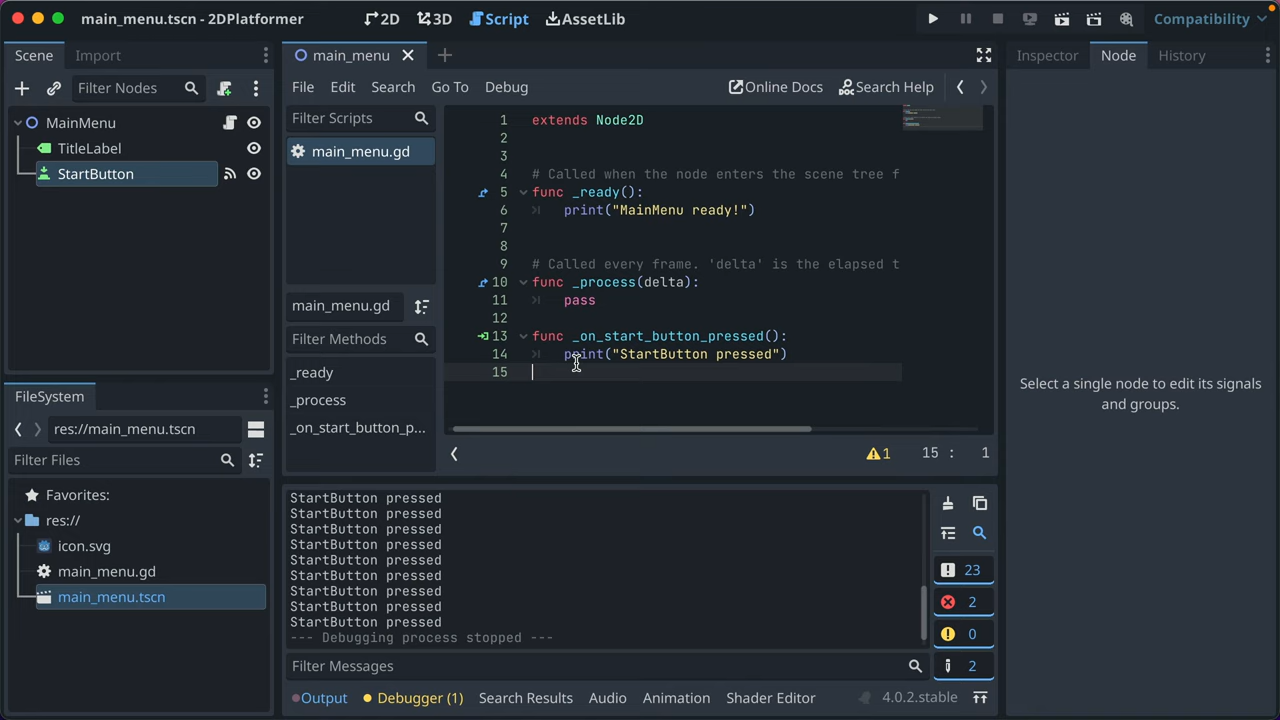 main_menu.tscn - 2DPlatformer
2D
3D
Script
AssetLib
Compatibility
Scene
Import
Filter Nodes
MainMenu
TitleLabel
StartButton
main_menu
File
Edit
Search
Go To
Debug
Online Docs
Search Help
Filter Scripts
main_menu.gd
main_menu.gd
Filter Methods
_ready
_process
_on_start_button_p...
1 extends Node2D
2
3
4 # Called when the node enters the scene tree f
5 func _ready():
6 print("MainMenu ready!")
7
8
9 # Called every frame. 'delta' is the elapsed t
10 func _process(delta):
11 pass
12
13 func _on_start_button_pressed():
14 print("StartButton pressed")
15
1
15 : 1
Inspector
Node
History
Select a single node to edit its signals
and groups.
FileSystem
res://main_menu.tscn
Filter Files
Favorites:
res://
icon.svg
main_menu.gd
main_menu.tscn
StartButton pressed
StartButton pressed
StartButton pressed
StartButton pressed
StartButton pressed
StartButton pressed
StartButton pressed
StartButton pressed
StartButton pressed
--- Debugging process stopped ---
23
2
0
2
Filter Messages
Output
Debugger (1)
Search Results
Audio
Animation
Shader Editor
4.0.2.stable